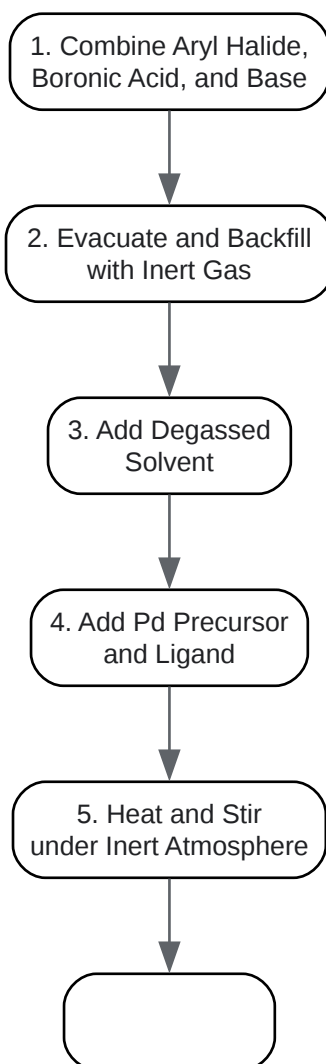 1. Combine Aryl Halide,
Boronic Acid, and Base
2. Evacuate and Backfill
with Inert Gas
3. Add Degassed
Solvent
4. Add Pd Precursor
and Ligand
5. Heat and Stir
under Inert Atmosphere